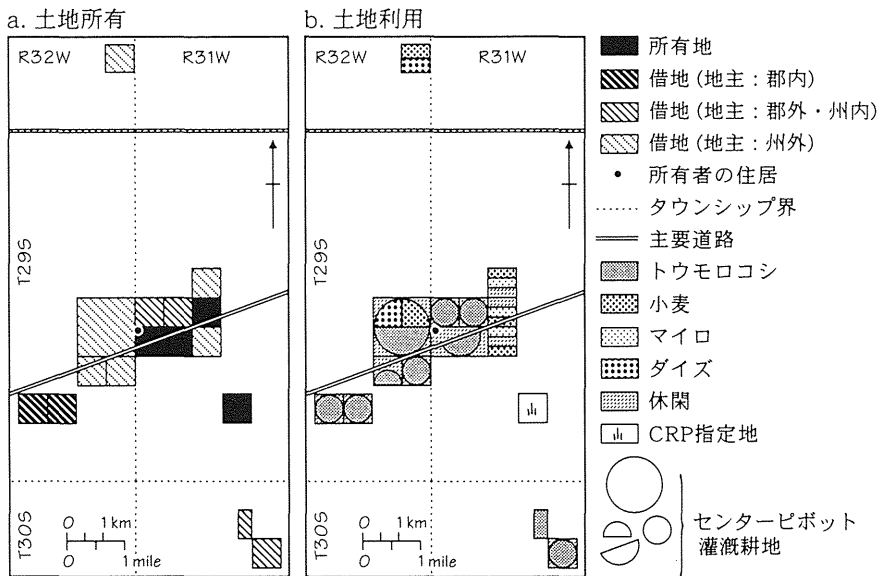 a. 土地所有
R32W
R31W
T29S
T30S
0 1km
0 1mile
b. 土地利用
R32W
R31W
T29S
T30S
0 1km
0 1mile
所有地
借地(地主:郡内)
借地(地主:郡外・州内)
借地(地主:州外)
所有者の住居
タウンシップ界
主要道路
トウモロコシ
小麦
マイロ
ダイズ
休閑
CRP指定地
センターピボット
灌漑耕地